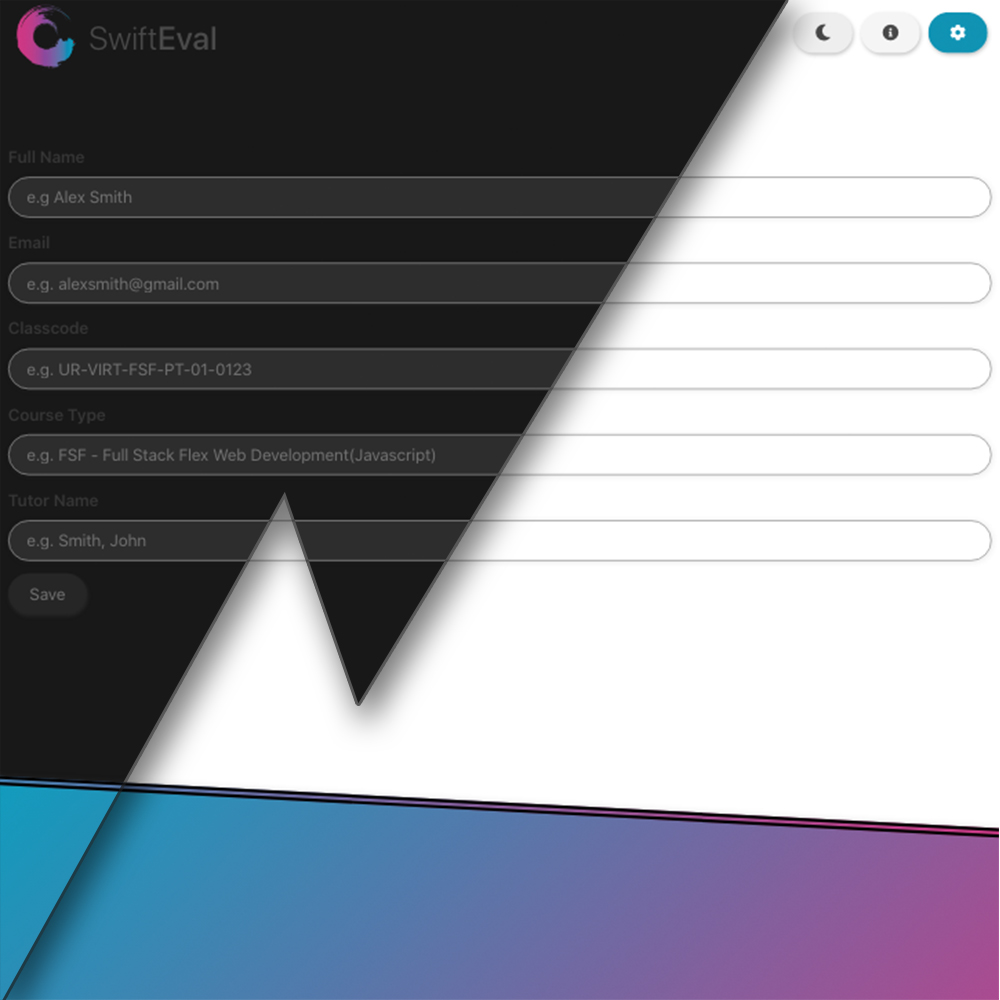 SwiftEval
Full Name
e.g Alex Smith
Email
e.g. alexsmith@gmail.com
Classcode
e.g. UR-VIRT-FSF-PT-01-0123
Course Type
e.g. FSF - Full Stack Flex Web Development(Javascript)
Tutor Name
e.g. Smith, John
Save